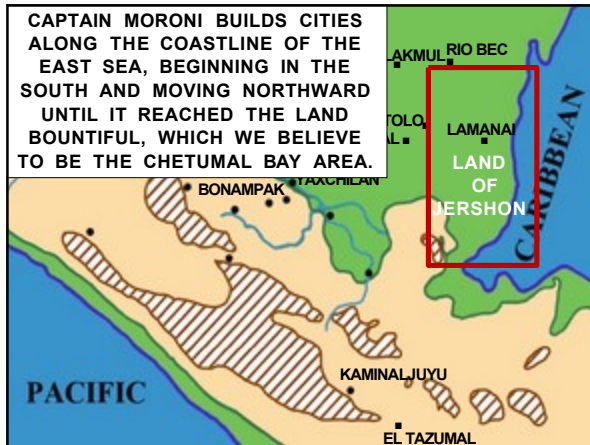 CAPTAIN MORONI BUILDS CITIES
ALONG THE COASTLINE OF THE
EAST SEA, BEGINNING IN THE
SOUTH AND MOVING NORTHWARD
UNTIL IT REACHED THE LAND
BOUNTIFUL, WHICH WE BELIEVE
TO BE THE CHETUMAL BAY AREA.
LAKMUL
RIO BEC
TOLO
AL
LAMANAI
LAND
OF
JERSHON
CARIBBEAN
YAXCHILAN
BONAMPAK
KAMINALJUYU
PACIFIC
EL TAZUMAL